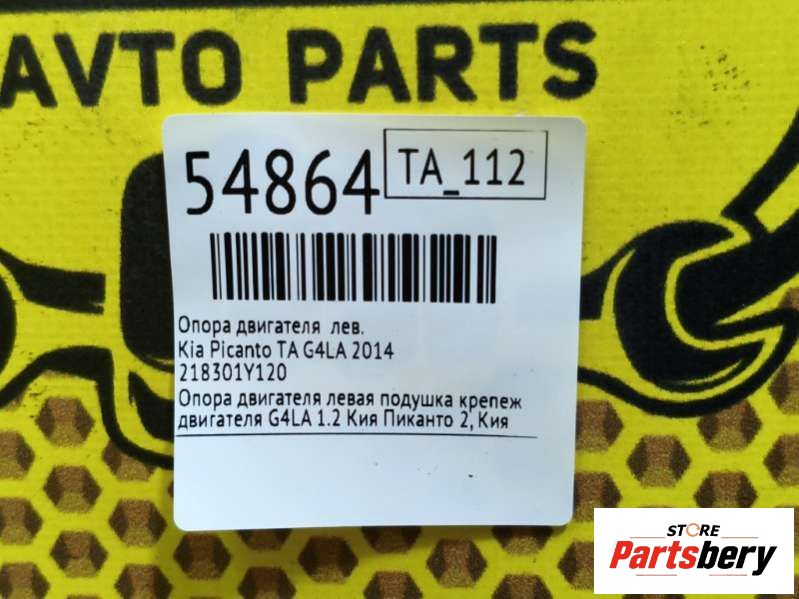 AVTO PARTS
54864
TA_112
Опора двигателя лев.
Kia Picanto TA G4LA 2014
218301Y120
Опора двигателя левая подушка крепеж
двигателя G4LA 1.2 Кия Пиканто 2, Кия
STORE
Partsbery